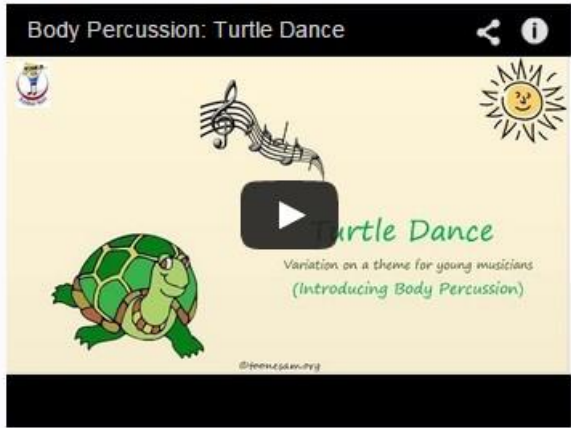 Body Percussion: Turtle Dance
Turtle Dance
Variation on a theme for young musicians
(Introducing Body Percussion)
©toonesam.org